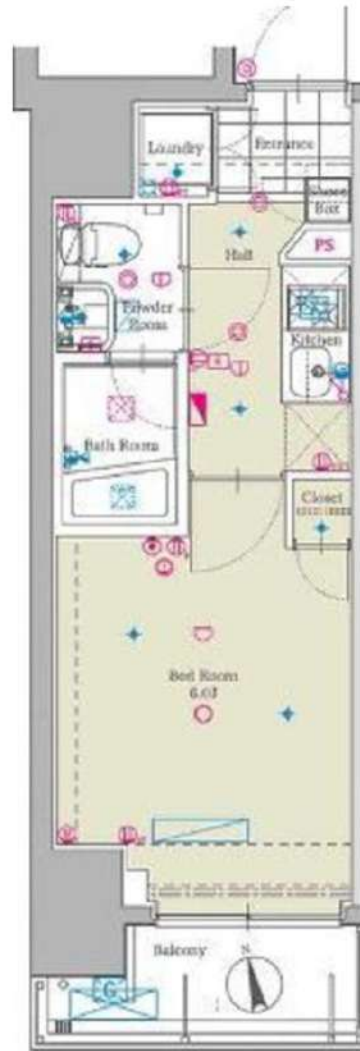 Laundry
Entrance
Shoes
Box
PS
Hall
Powder
Room
Kitchen
Bath Room
Closet
Bed Room
6.0J
Balcony
N
G